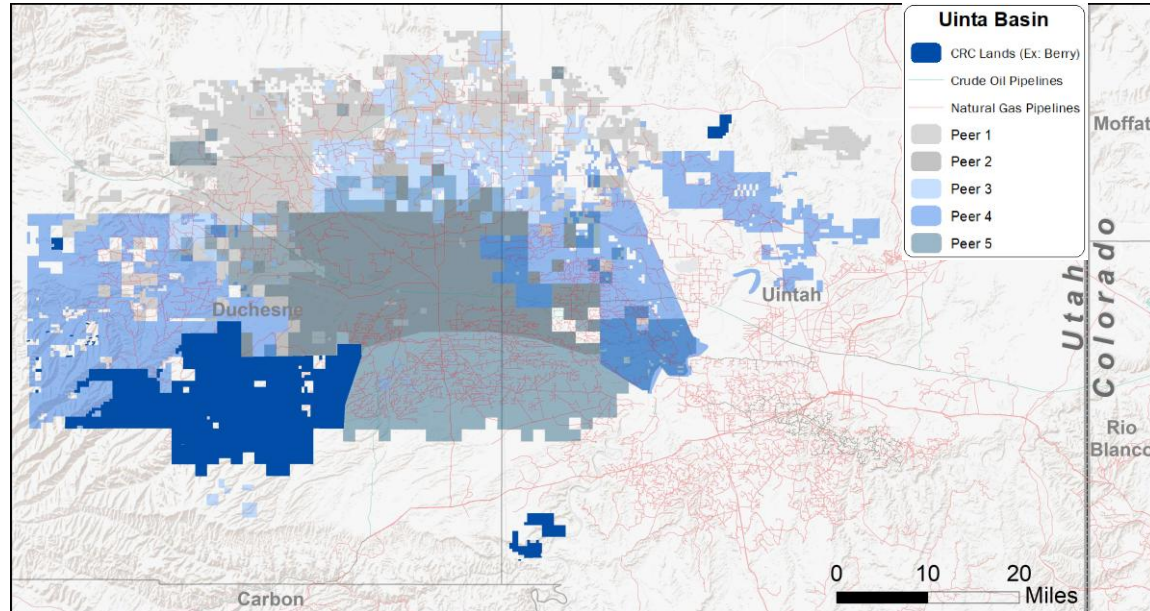 Uinta Basin
CRC Lands (Ex: Berry)
Crude Oil Pipelines
Natural Gas Pipelines
Peer 1
Peer 2
Peer 3
Peer 4
Peer 5
Moffat
Utah
Colorado
Uintah
Duchesne
Rio
Blanco
Carbon
0 10 20
Miles